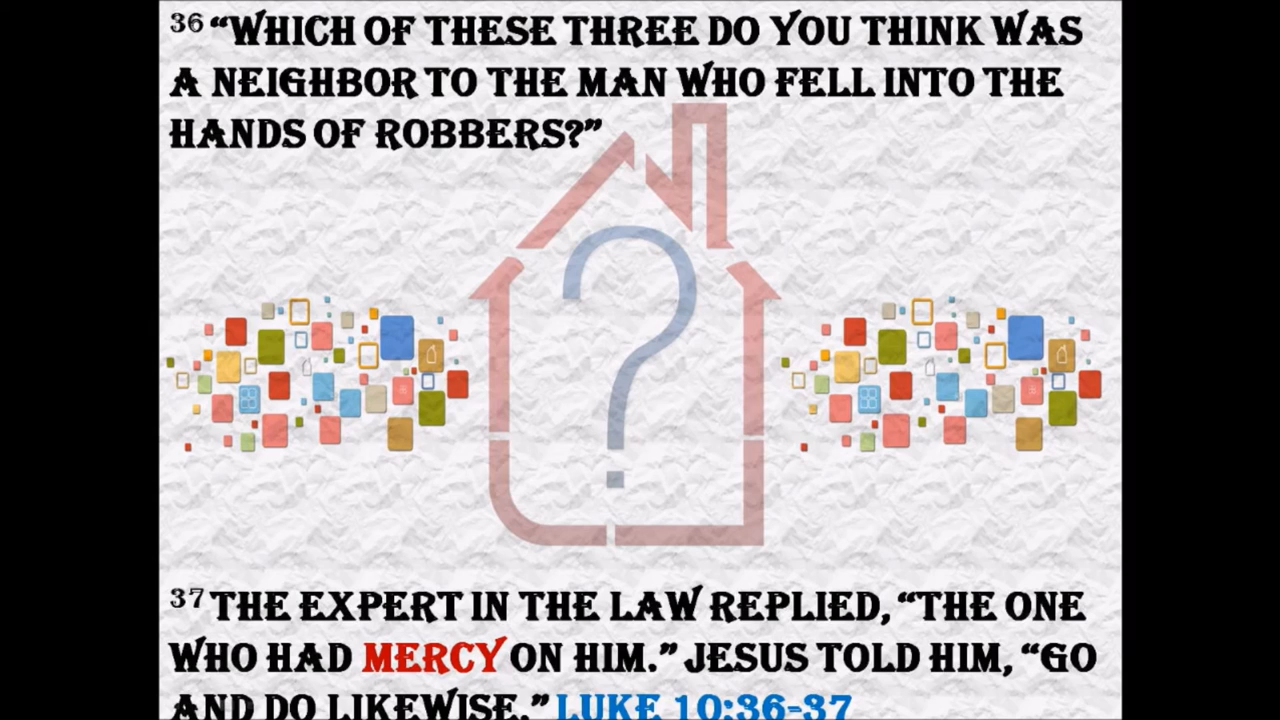 36 “WHICH OF THESE THREE DO YOU THINK WAS
A NEIGHBOR TO THE MAN WHO FELL INTO THE
HANDS OF ROBBERS?”
37 THE EXPERT IN THE LAW REPLIED, “THE ONE
WHO HAD MERCY ON HIM.” JESUS TOLD HIM, “GO
AND DO LIKEWISE.” LUKE 10:36-37